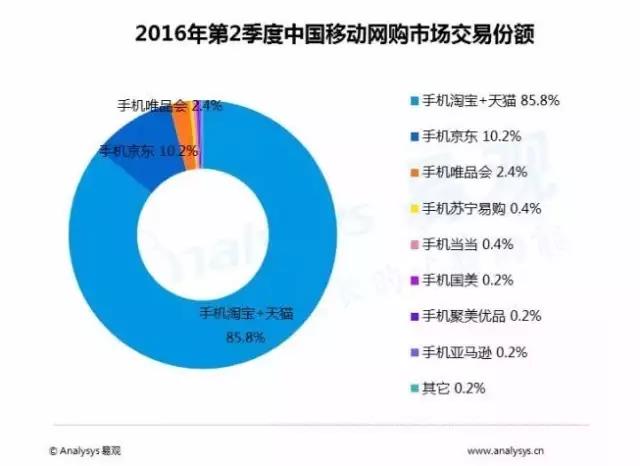 2016年第2季度中国移动网购市场交易份额
手机唯品会 2.4%
手机京东 10.2%
手机淘宝+天猫
85.8%
手机淘宝+天猫 85.8%
手机京东 10.2%
手机唯品会 2.4%
手机苏宁易购 0.4%
手机当当 0.4%
手机国美 0.2%
手机聚美优品 0.2%
手机亚马逊 0.2%
其它 0.2%
nalysys 易观
© Analysys 易观
www.analysys.cn